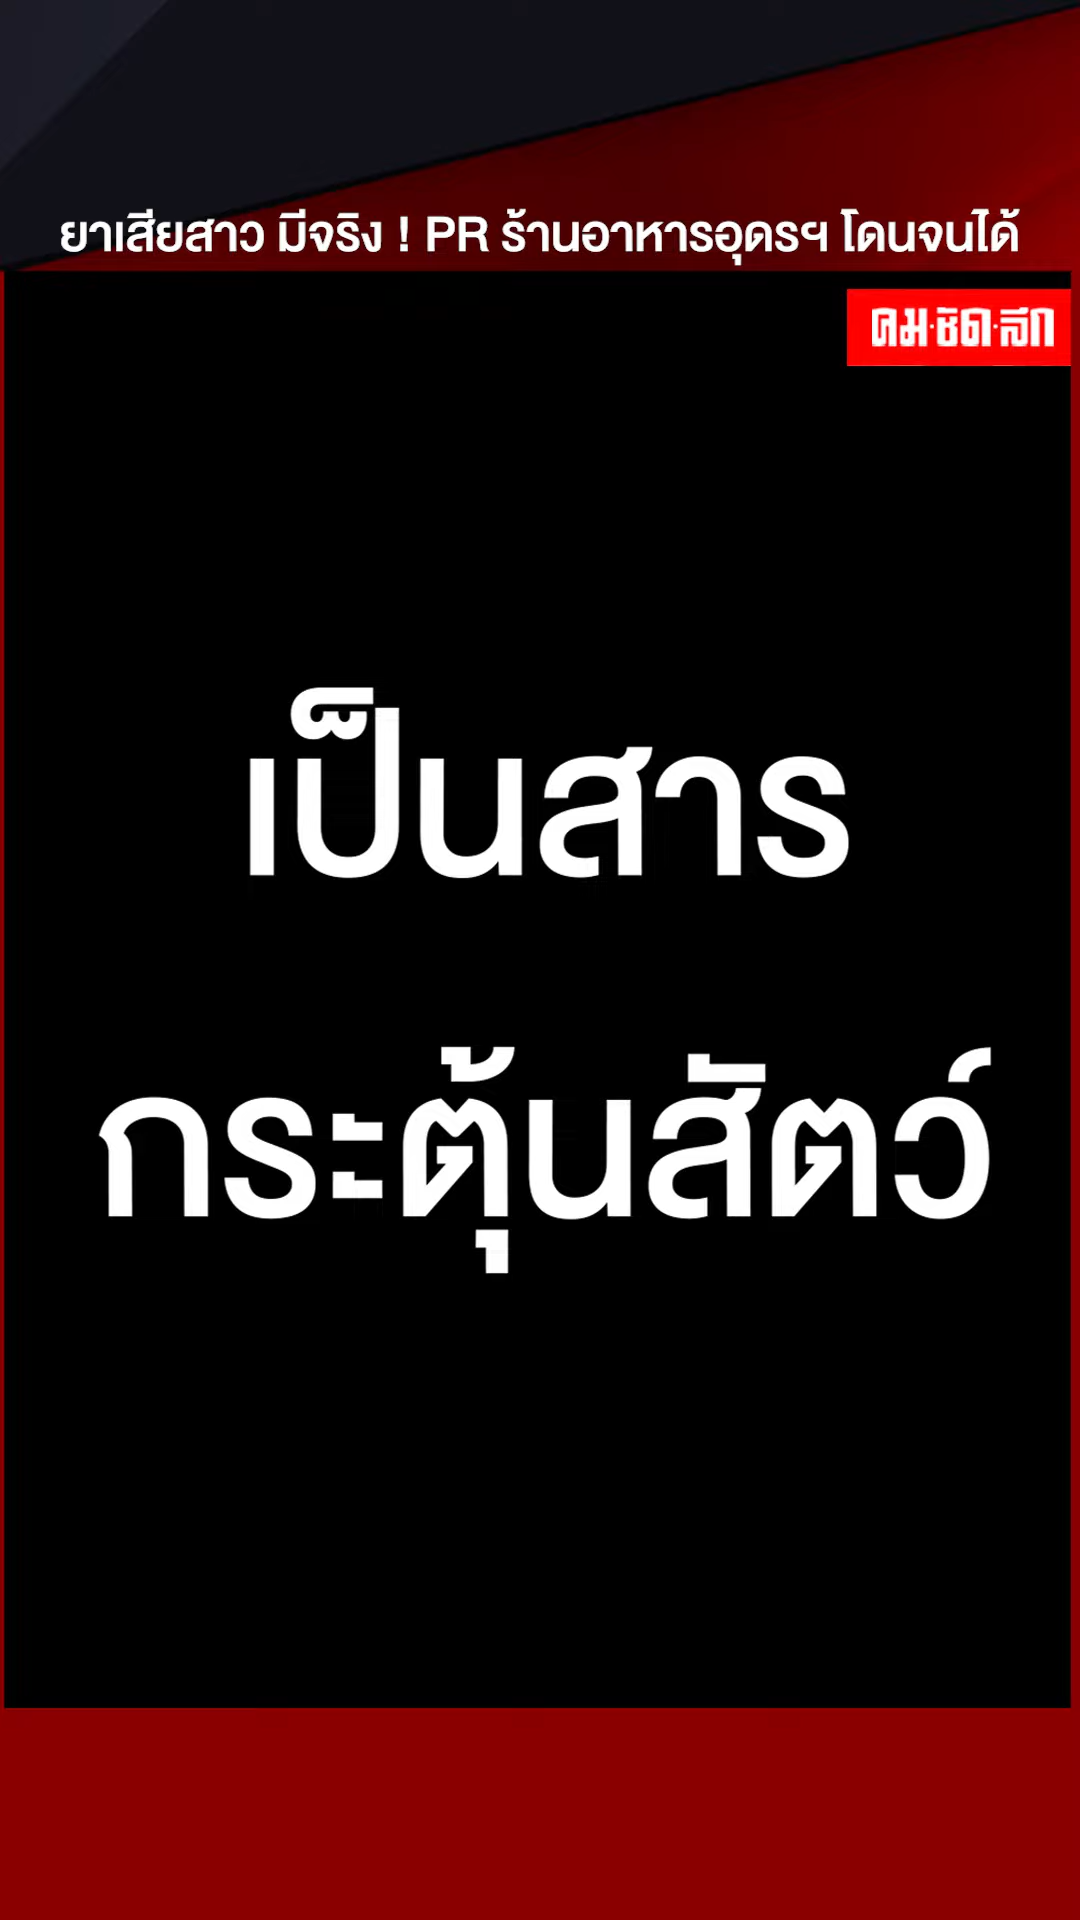 ยาเสียสาว มีจริง ! PR ร้านอาหารอุดรฯ โดนจนได้
คม•ชัด•ลึก
เป็นสาร
กระตุ้นสัตว์